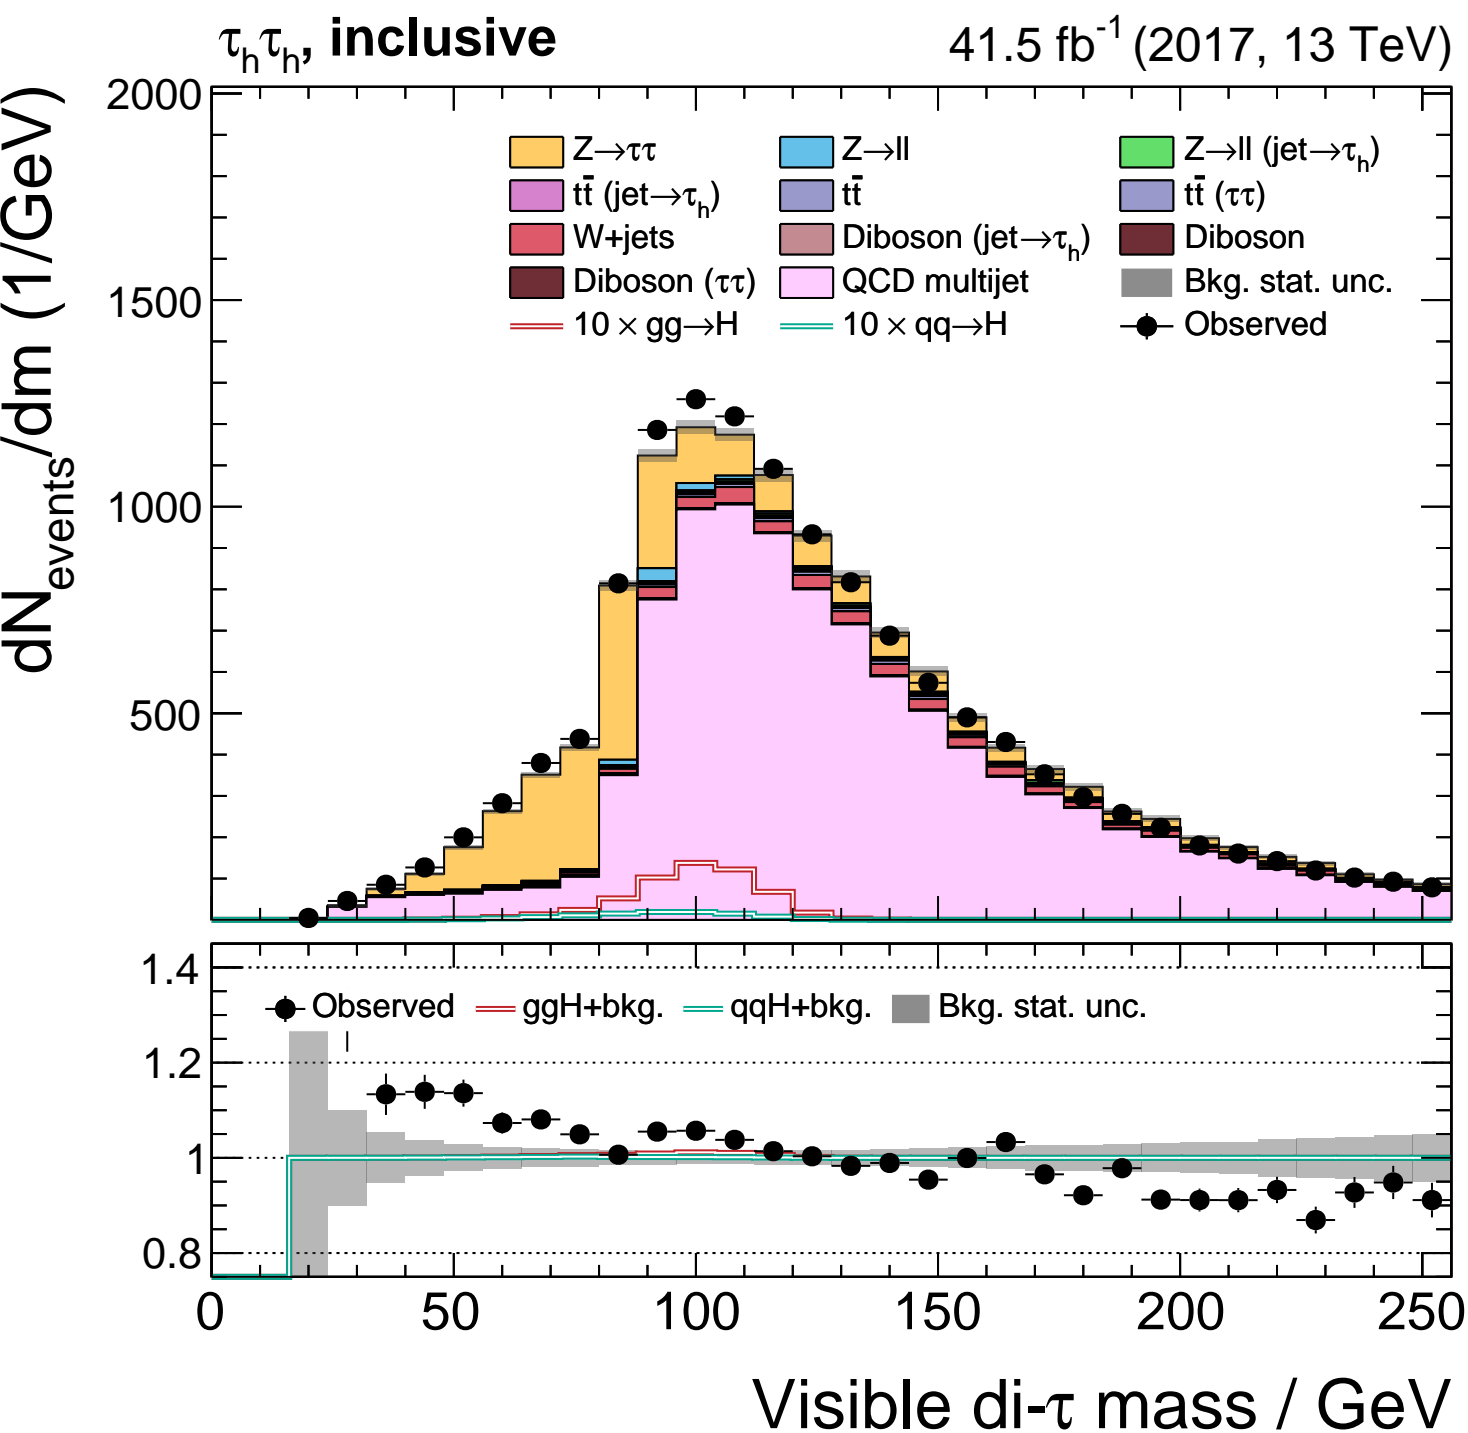 τhτh, inclusive 41.5 fb-1 (2017, 13 TeV)
dNevents/dm (1/GeV)
2000
1500
1000
500
Z→ττ Z→ll Z→ll (jet→τh)
tt̄ (jet→τh) tt̄ tt̄ (ττ)
W+jets Diboson (jet→τh) Diboson
Diboson (ττ) QCD multijet Bkg. stat. unc.
10 × gg→H 10 × qq→H Observed
1.4
1.2
1
0.8
Observed ggH+bkg. qqH+bkg. Bkg. stat. unc.
0 50 100 150 200 250
Visible di-τ mass / GeV